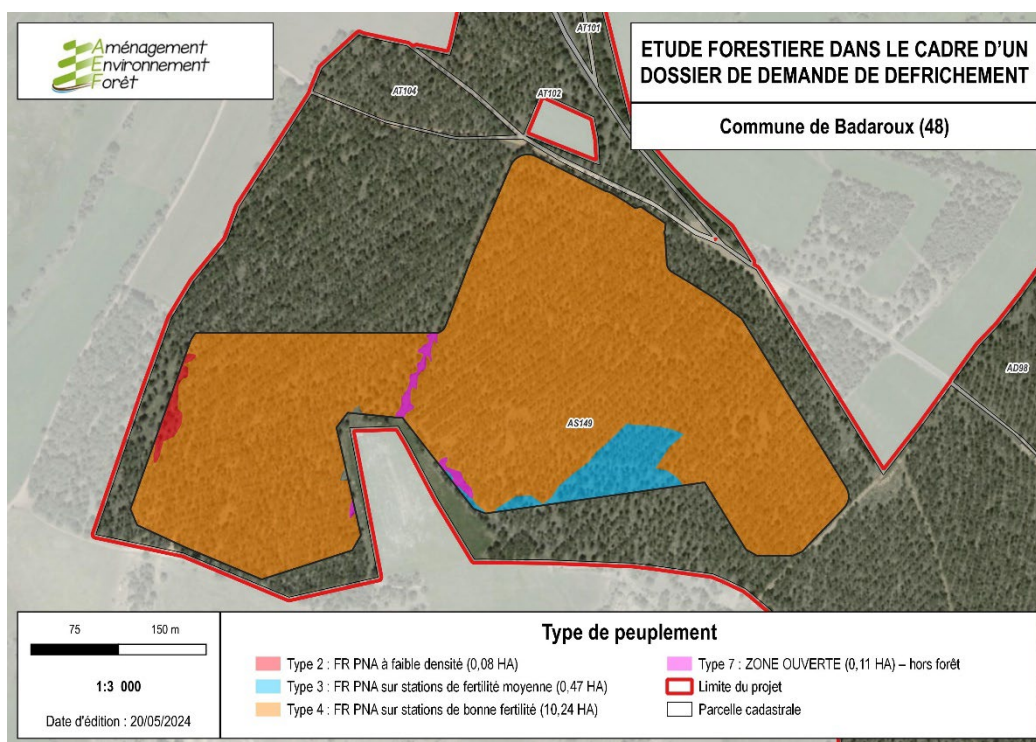 Aménagement
Environnement
Forêt
ETUDE FORESTIERE DANS LE CADRE D'UN
DOSSIER DE DEMANDE DE DEFRICHEMENT
Commune de Badaroux (48)
AT101
AT104
AT102
AD98
AS149
75 150 m
1:3 000
Date d'édition : 20/05/2024
Type de peuplement
Type 2 : FR PNA à faible densité (0,08 HA)
Type 3 : FR PNA sur stations de fertilité moyenne (0,47 HA)
Type 4 : FR PNA sur stations de bonne fertilité (10,24 HA)
Type 7 : ZONE OUVERTE (0,11 HA) – hors forêt
Limite du projet
Parcelle cadastrale